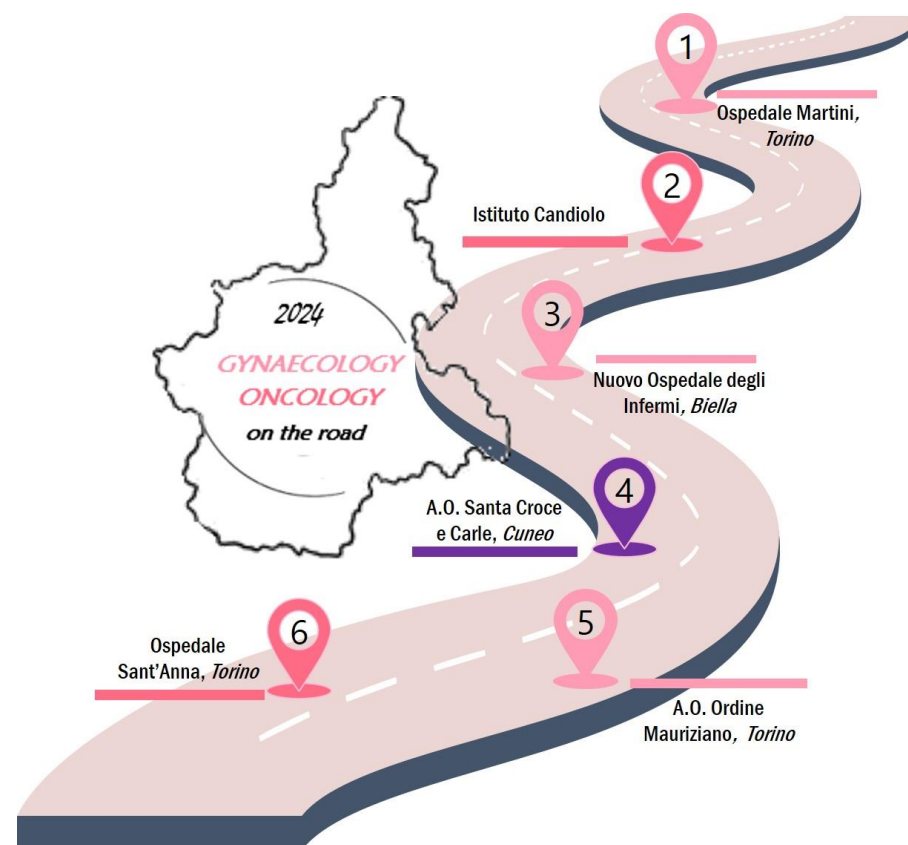 1
Ospedale Martini,
Torino
2
Istituto Candiolo
3
Nuovo Ospedale degli
Infermi, Biella
2024
GYNAECOLOGY
ONCOLOGY
on the road
4
A.O. Santa Croce
e Carle, Cuneo
5
A.O. Ordine
Mauriziano, Torino
6
Ospedale
Sant'Anna, Torino